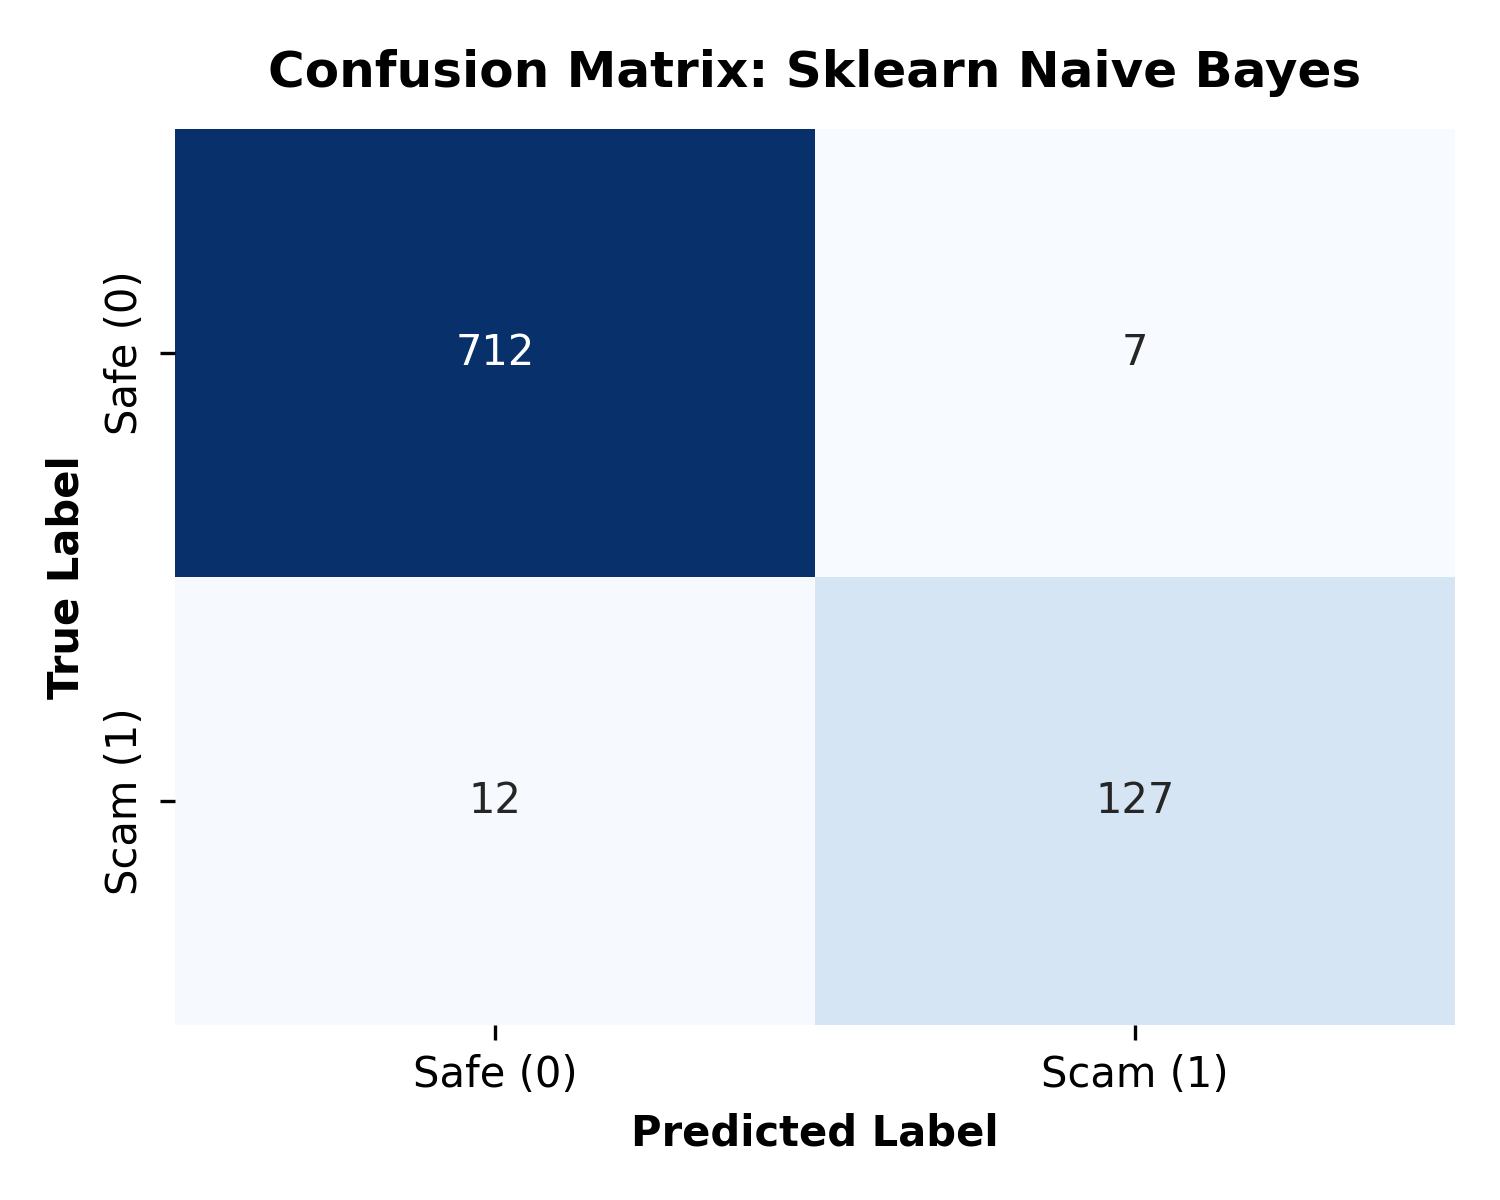 Confusion Matrix: Sklearn Naive Bayes
True Label
Safe (0)
712
7
Scam (1)
12
127
Safe (0)
Scam (1)
Predicted Label